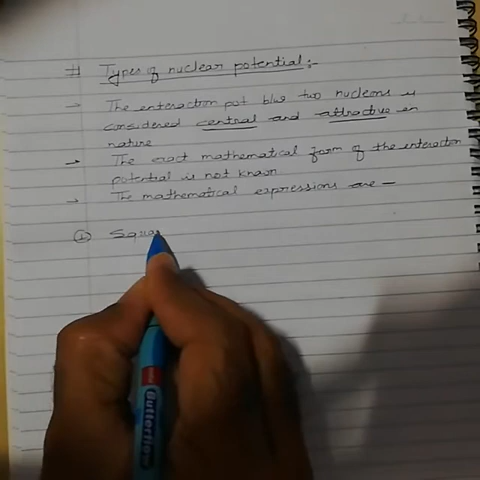 # Types of nuclear potential :-
→ The interaction pot b/w two nucleons is
considered central and attractive in
nature
→ The exact mathematical form of the interaction
potential is not known
→ The mathematical expressions are —
① Squa
Butterflow